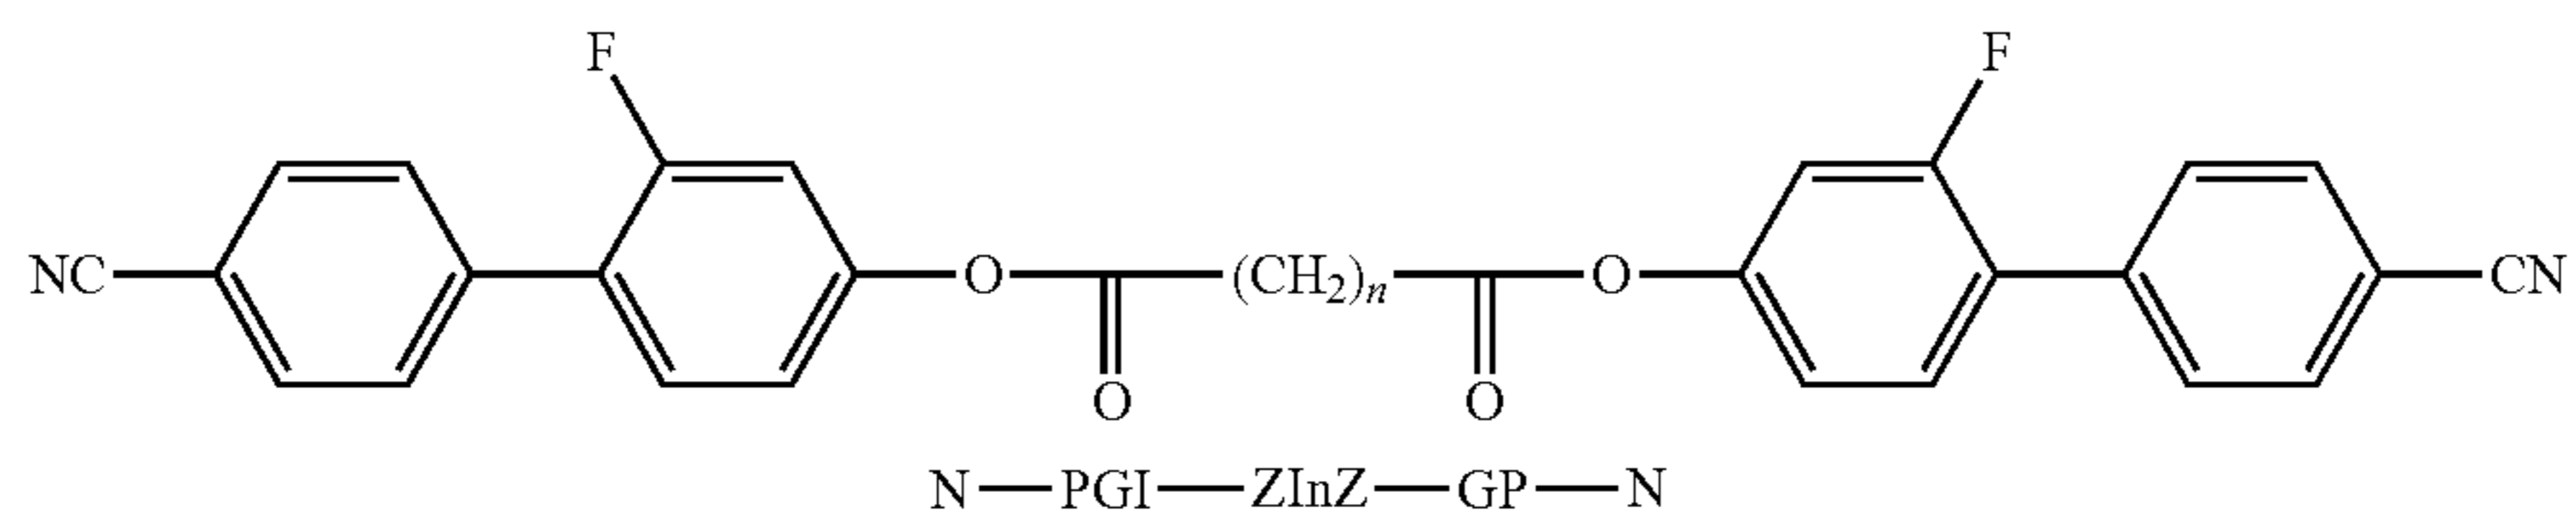 F F
NC O (CH2)n O CN
O O
N—PGI—ZInZ—GP—N